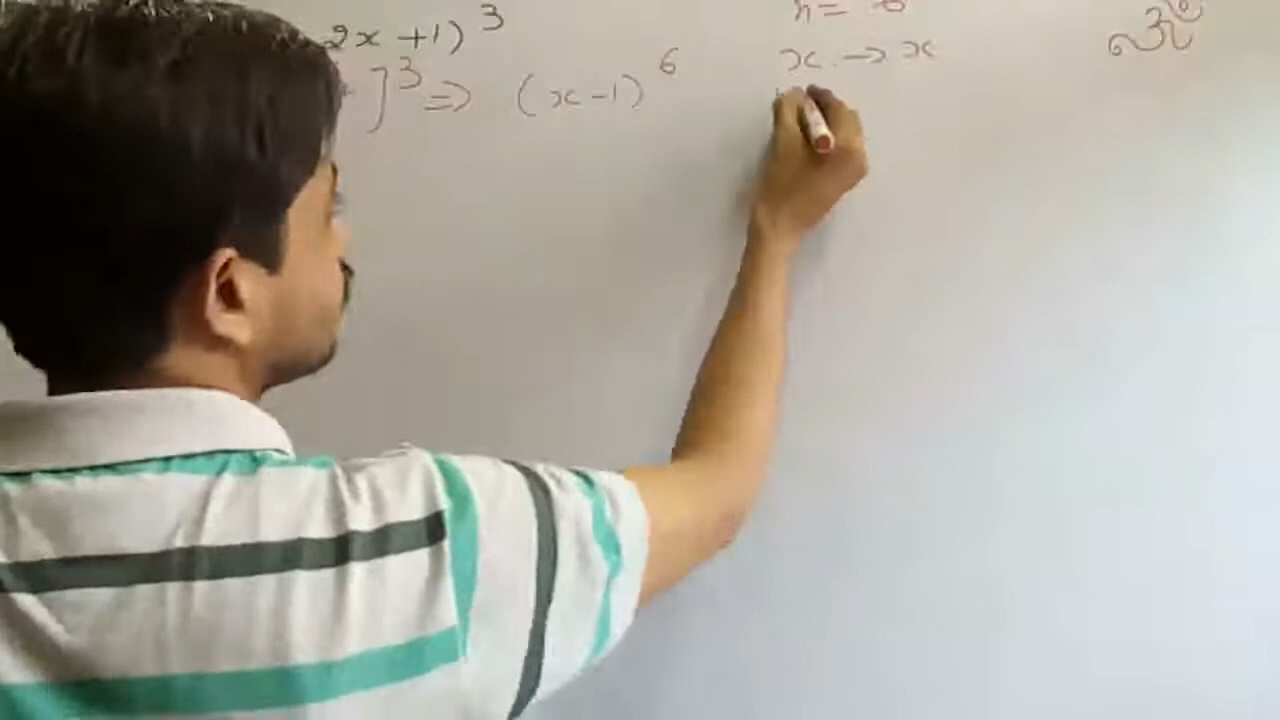 2x +1)³
]³ => (x-1)⁶
n = 6
x → x
ॐ